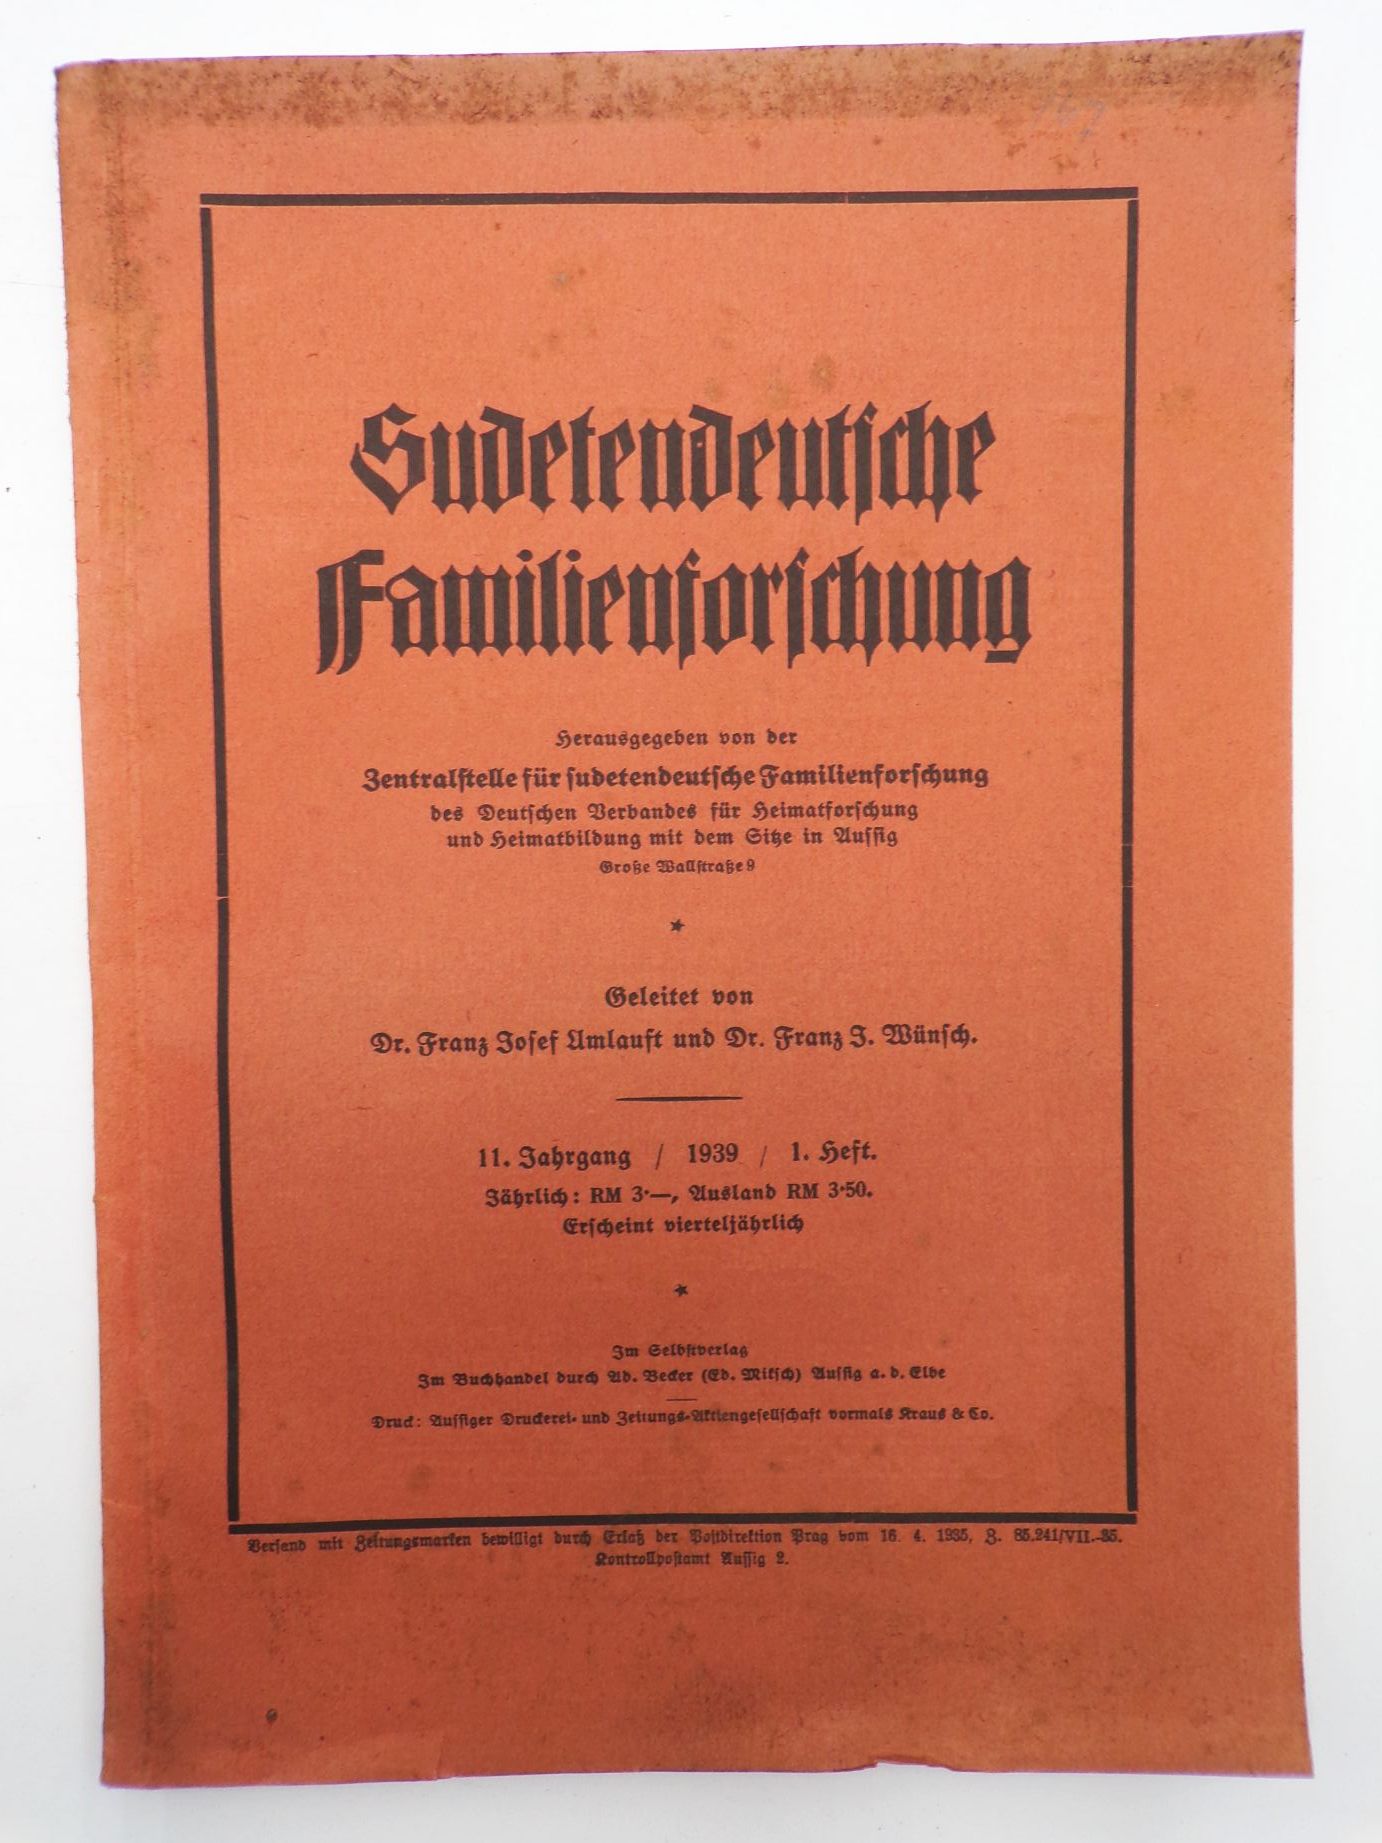 Sudetendeutsche
Familienforschung
Herausgegeben von der
Zentralstelle für sudetendeutsche Familienforschung
des Deutschen Verbandes für Heimatforschung
und Heimatbildung mit dem Sitze in Aussig
Große Wallstraße 9
*
Geleitet von
Dr. Franz Josef Umlauft und Dr. Franz J. Wünsch.
11. Jahrgang / 1939 / 1. Heft.
Jährlich: RM 3·—, Ausland RM 3·50.
Erscheint vierteljährlich
*
Im Selbstverlag
Im Buchhandel durch Ad. Becker (Ed. Mitsch) Aussig a. d. Elbe
Druck: Aussiger Druckerei- und Zeitungs-Aktiengesellschaft vormals Kraus & Co.
Versand mit Zeitungsmarken bewilligt durch Erlaß der Postdirektion Prag vom 16. 4. 1935, Z. 85.241/VII.-35.
Kontrollpostamt Aussig 2.